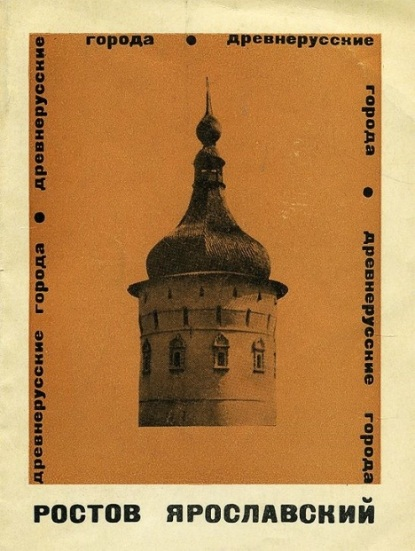 города • древнерусские
города • древнерусские города
древнерусские города • древнерусские
РОСТОВ ЯРОСЛАВСКИЙ